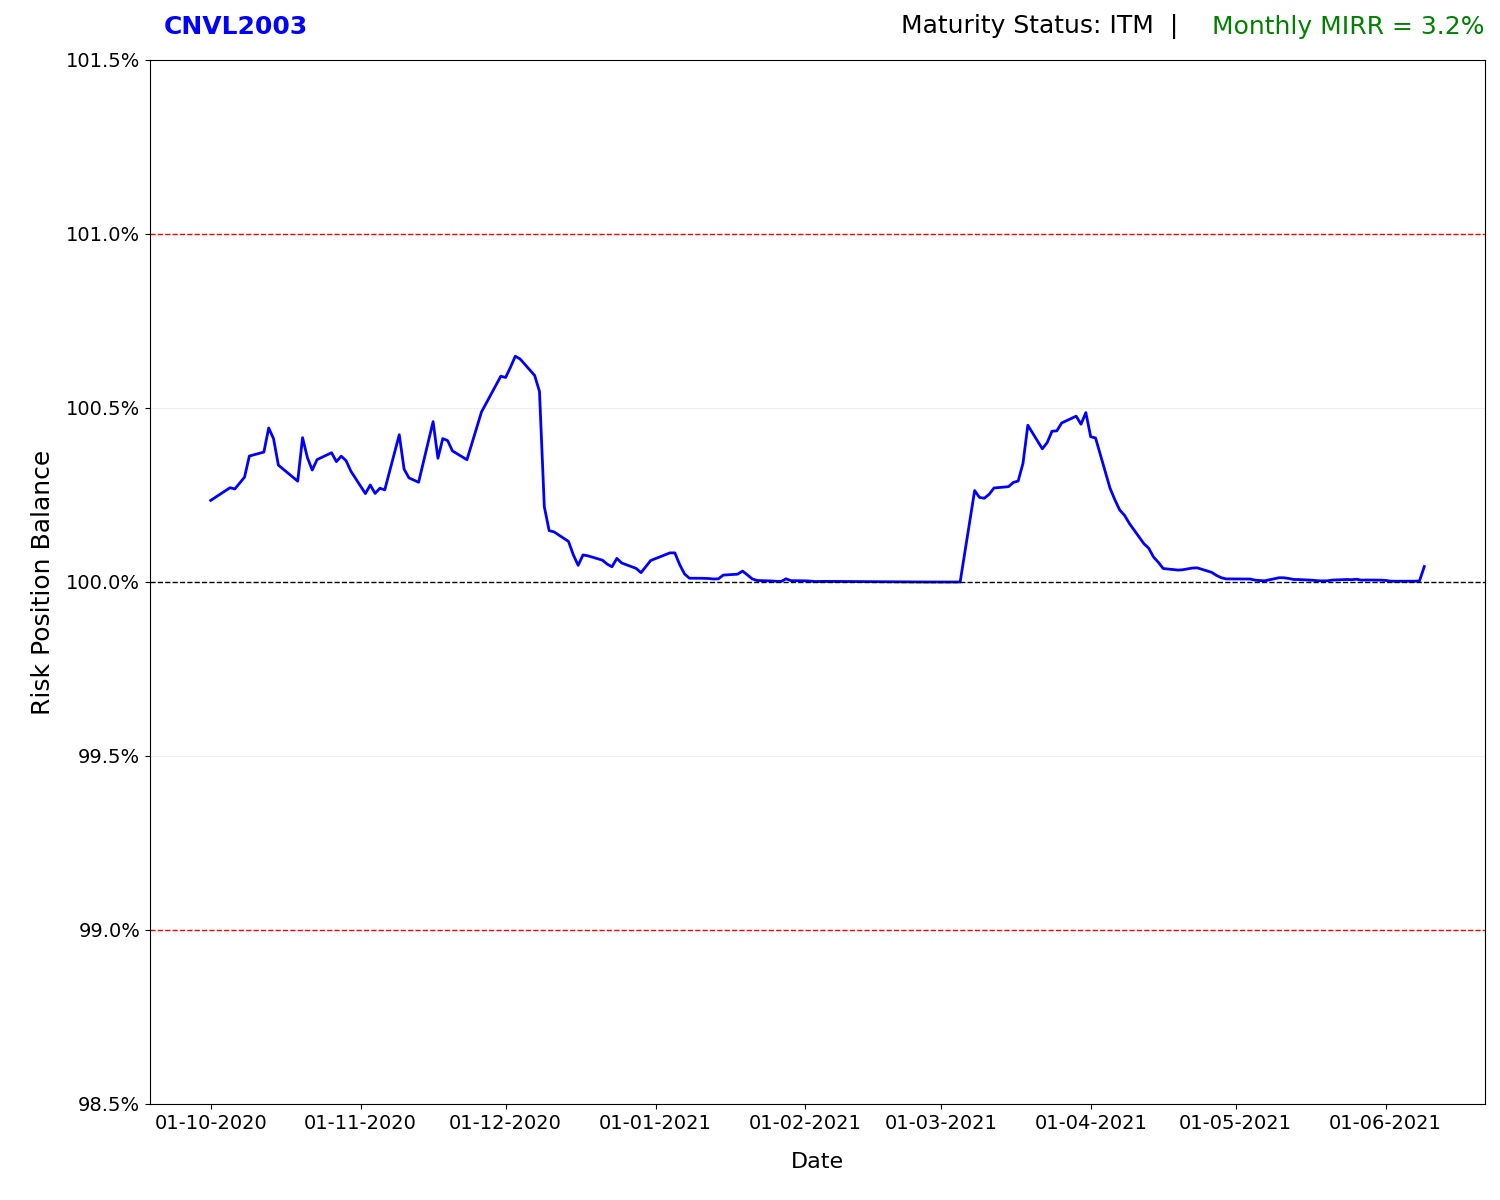 CNVL2003
Maturity Status: ITM | Monthly MIRR = 3.2%
101.5%
101.0%
100.5%
100.0%
99.5%
99.0%
98.5%
Risk Position Balance
01-10-2020 01-11-2020 01-12-2020 01-01-2021 01-02-2021 01-03-2021 01-04-2021 01-05-2021 01-06-2021
Date